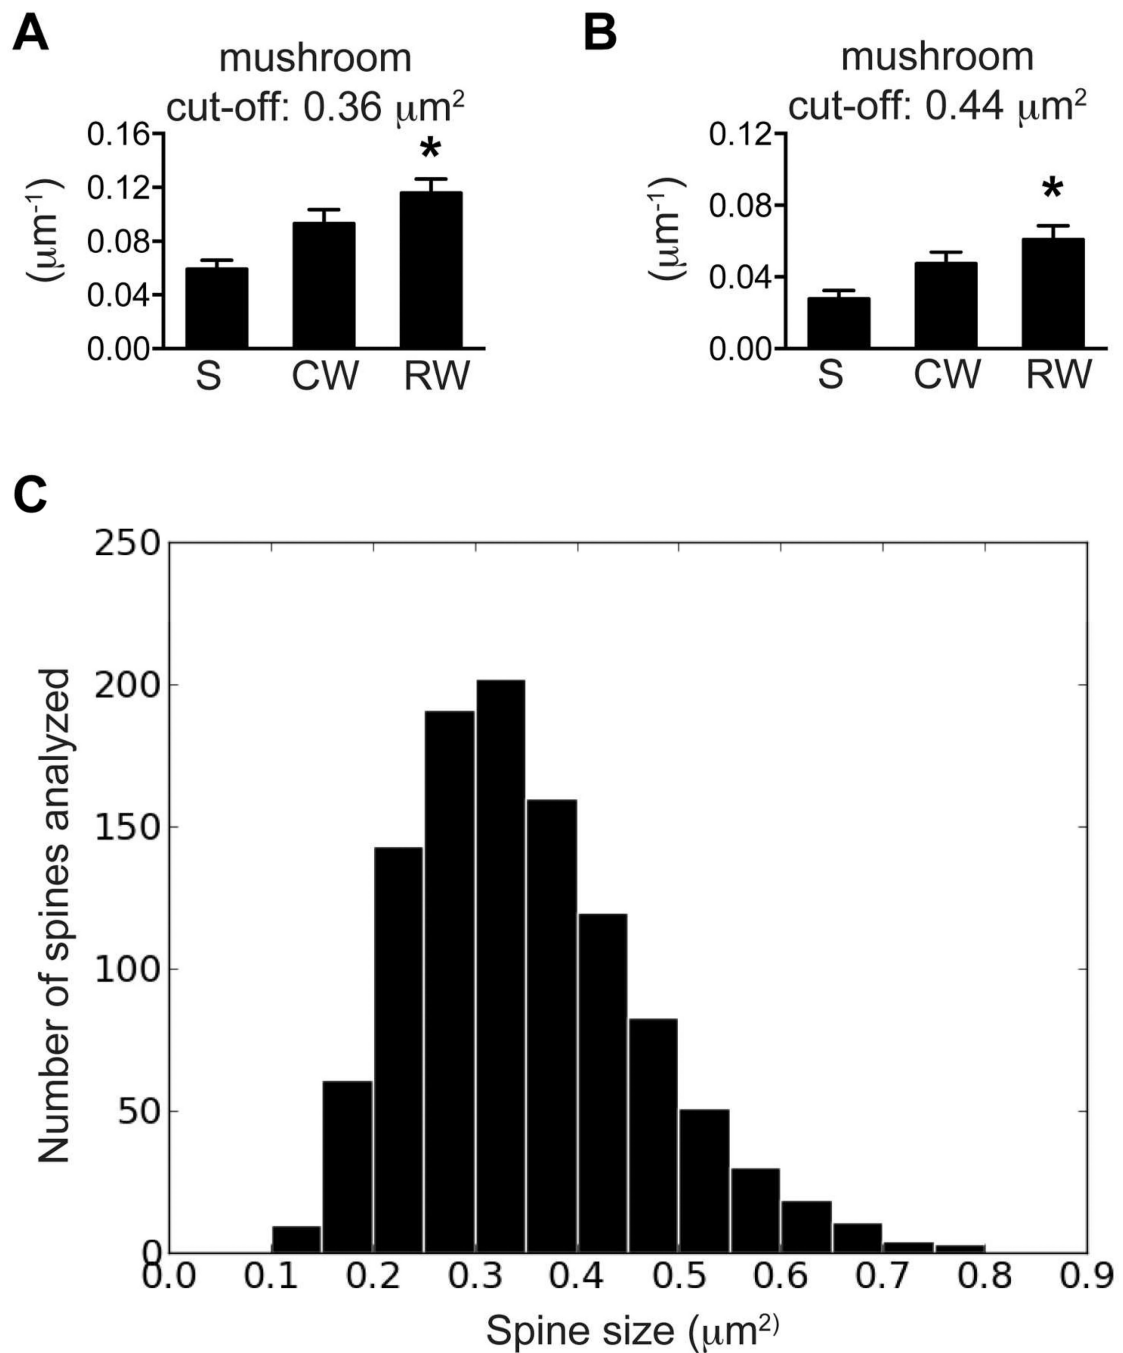 A
mushroom
cut-off: 0.36 μm²
(μm⁻¹)
0.16
*
0.12
0.08
0.04
0.00
S CW RW
B
mushroom
cut-off: 0.44 μm²
(μm⁻¹)
0.12
*
0.08
0.04
0.00
S CW RW
C
Number of spines analyzed
250
200
150
100
50
0
0.0 0.1 0.2 0.3 0.4 0.5 0.6 0.7 0.8 0.9
Spine size (μm²⁾